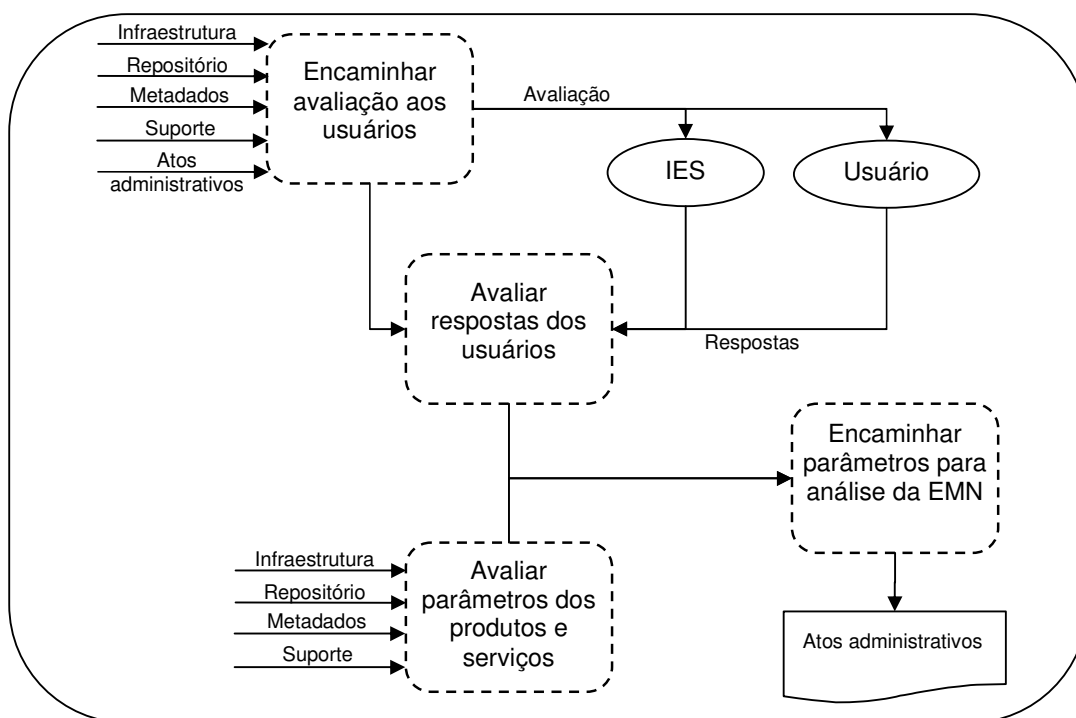 Infraestrutura
Repositório
Metadados
Suporte
Atos
administrativos
Encaminhar
avaliação aos
usuários
Avaliação
IES
Usuário
Avaliar
respostas dos
usuários
Respostas
Encaminhar
parâmetros para
análise da EMN
Infraestrutura
Repositório
Metadados
Suporte
Avaliar
parâmetros dos
produtos e
serviços
Atos administrativos